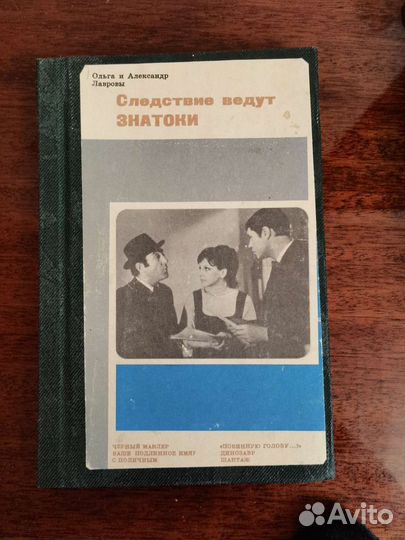 Ольга и Александр
Лавровы
Следствие ведут
ЗНАТОКИ
ЧЕРНЫЙ МАКЛЕР
ВАШЕ ПОДЛИННОЕ ИМЯ?
С ПОЛИЧНЫМ
«ПОВИННУЮ ГОЛОВУ...»
ДИНОЗАВР
ШАНТАЖ
Avito